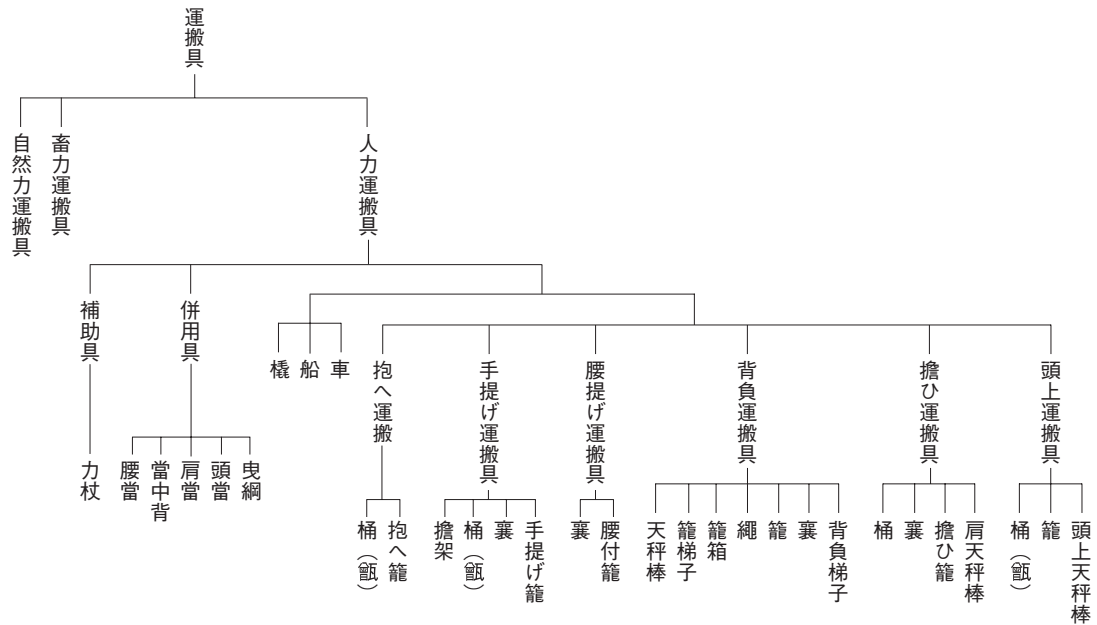 運搬具
人力運搬具
畜力運搬具
自然力運搬具
頭上運搬具
擔ひ運搬具
背負運搬具
腰提げ運搬具
手提げ運搬具
抱へ運搬
車
船
橇
併用具
補助具
頭上天秤棒
籠
桶（甑）
肩天秤棒
擔ひ籠
襄
桶
背負梯子
襄
籠
繩
籠箱
籠梯子
天秤棒
腰付籠
襄
手提げ籠
襄
桶（甑）
擔架
抱へ籠
桶（甑）
曳綱
頭當
肩當
當中背
腰當
力杖